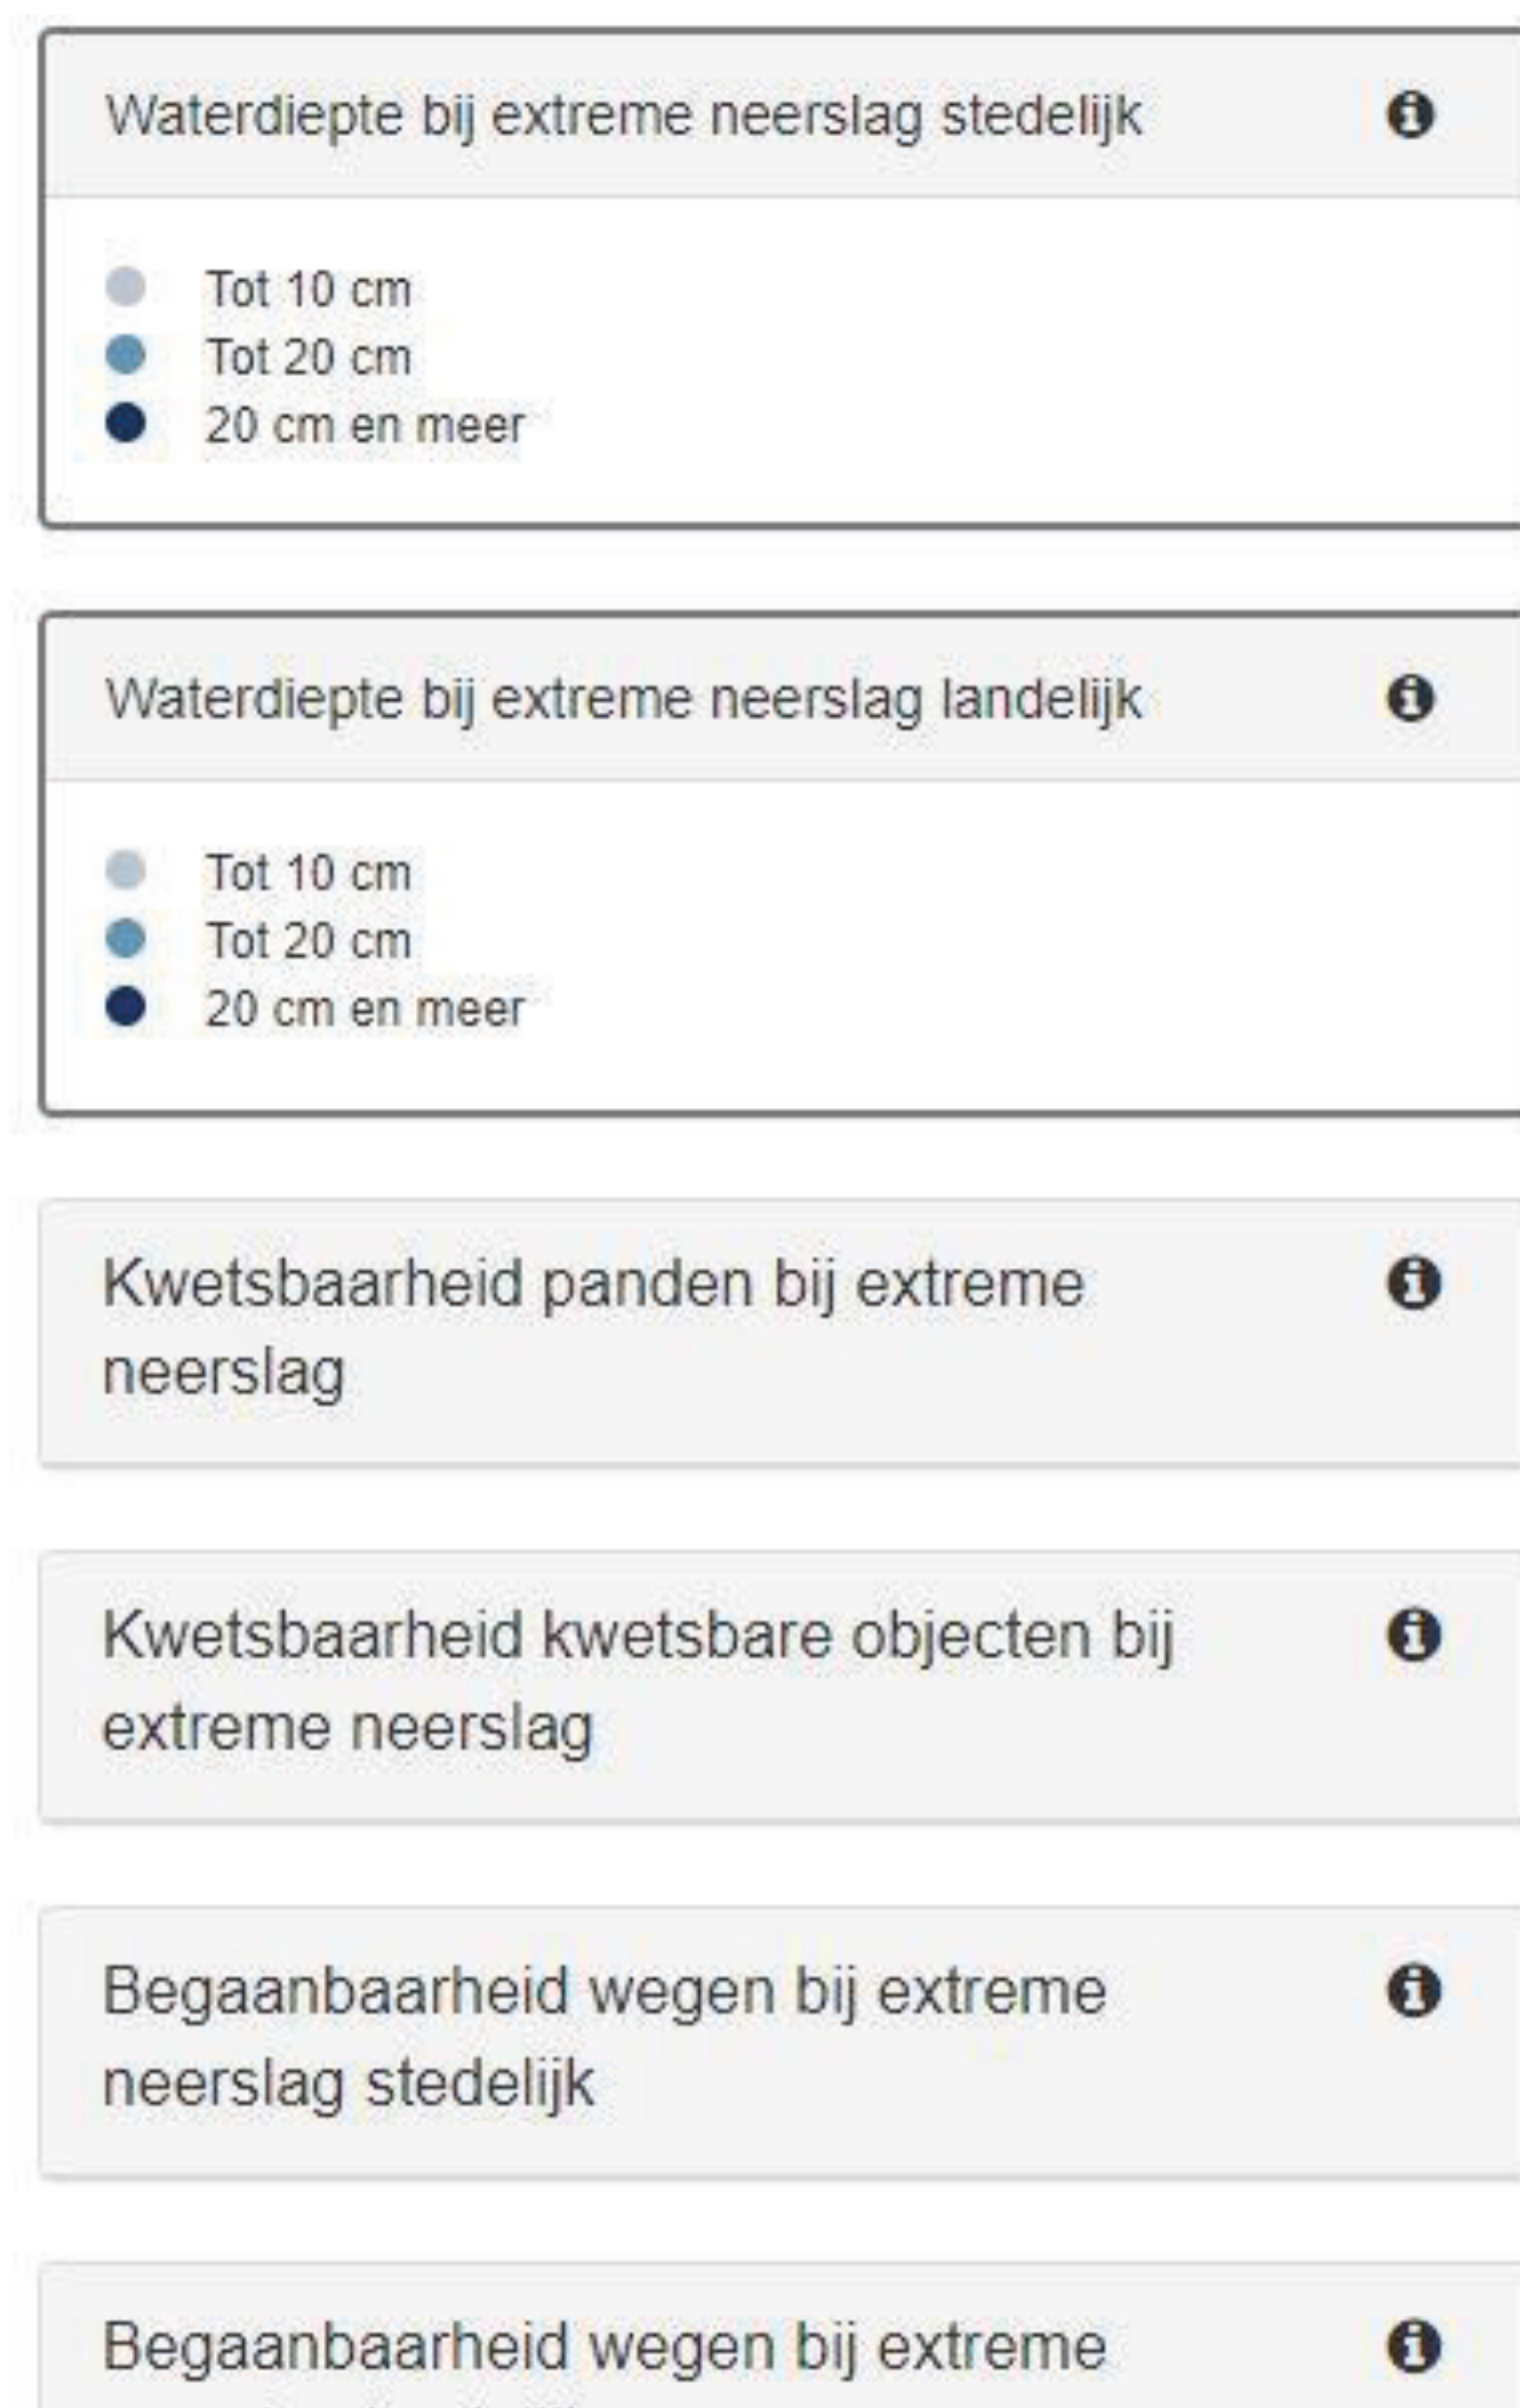 Waterdiepte bij extreme neerslag stedelijk
Tot 10 cm
Tot 20 cm
20 cm en meer
Waterdiepte bij extreme neerslag landelijk
Tot 10 cm
Tot 20 cm
20 cm en meer
Kwetsbaarheid panden bij extreme
neerslag
Kwetsbaarheid kwetsbare objecten bij
extreme neerslag
Begaanbaarheid wegen bij extreme
neerslag stedelijk
Begaanbaarheid wegen bij extreme